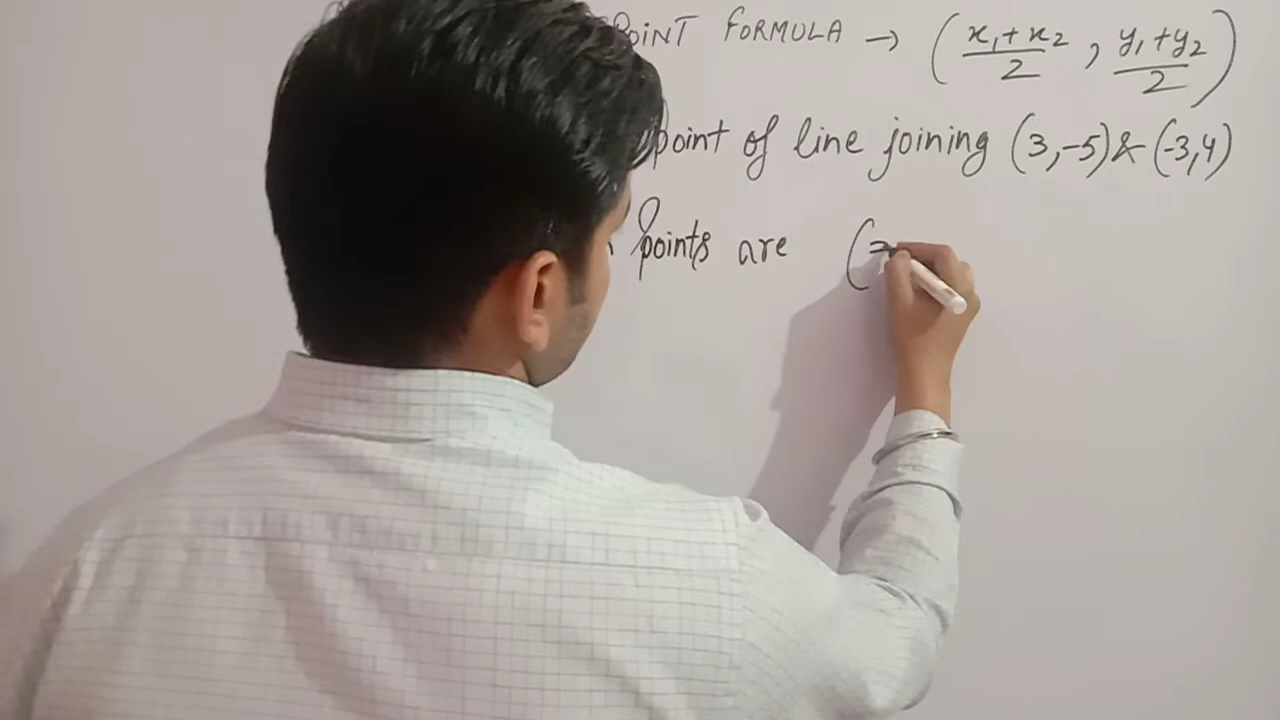 POINT FORMULA → (x₁+x₂/2, y₁+y₂/2)
point of line joining (3,-5) & (-3,4)
points are (